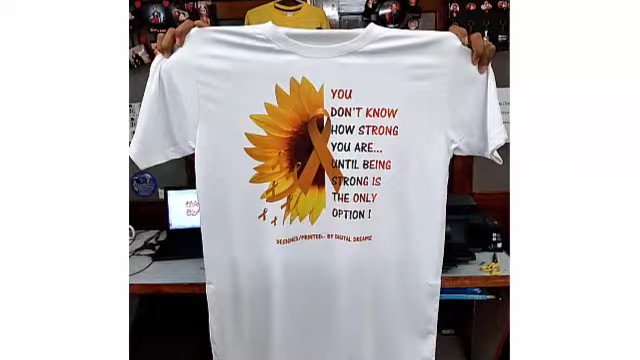 YOU
DON'T KNOW
HOW STRONG
YOU ARE...
UNTIL BEING
STRONG IS
THE ONLY
OPTION !
DESIGNED/PRINTED:- BY DIGITAL DREAMZ